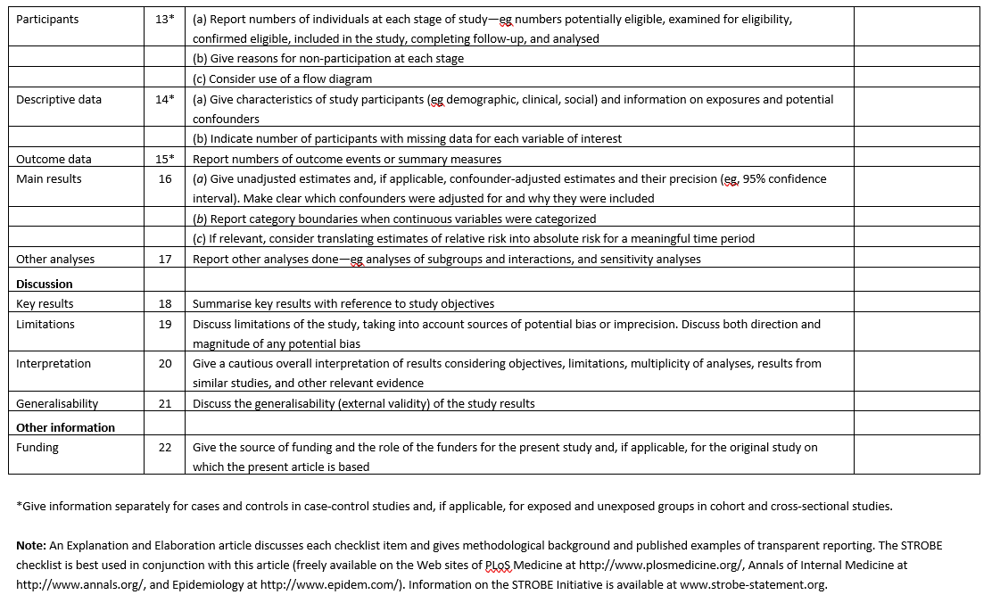 Participants 13* (a) Report numbers of individuals at each stage of study—eg numbers potentially eligible, examined for eligibility,
confirmed eligible, included in the study, completing follow-up, and analysed
(b) Give reasons for non-participation at each stage
(c) Consider use of a flow diagram
Descriptive data 14* (a) Give characteristics of study participants (eg demographic, clinical, social) and information on exposures and potential
confounders
(b) Indicate number of participants with missing data for each variable of interest
Outcome data 15* Report numbers of outcome events or summary measures
Main results 16 (a) Give unadjusted estimates and, if applicable, confounder-adjusted estimates and their precision (eg, 95% confidence
interval). Make clear which confounders were adjusted for and why they were included
(b) Report category boundaries when continuous variables were categorized
(c) If relevant, consider translating estimates of relative risk into absolute risk for a meaningful time period
Other analyses 17 Report other analyses done—eg analyses of subgroups and interactions, and sensitivity analyses
Discussion
Key results 18 Summarise key results with reference to study objectives
Limitations 19 Discuss limitations of the study, taking into account sources of potential bias or imprecision. Discuss both direction and
magnitude of any potential bias
Interpretation 20 Give a cautious overall interpretation of results considering objectives, limitations, multiplicity of analyses, results from
similar studies, and other relevant evidence
Generalisability 21 Discuss the generalisability (external validity) of the study results
Other information
Funding 22 Give the source of funding and the role of the funders for the present study and, if applicable, for the original study on
which the present article is based
*Give information separately for cases and controls in case-control studies and, if applicable, for exposed and unexposed groups in cohort and cross-sectional studies.
Note: An Explanation and Elaboration article discusses each checklist item and gives methodological background and published examples of transparent reporting. The STROBE
checklist is best used in conjunction with this article (freely available on the Web sites of PLoS Medicine at http://www.plosmedicine.org/, Annals of Internal Medicine at
http://www.annals.org/, and Epidemiology at http://www.epidem.com/). Information on the STROBE Initiative is available at www.strobe-statement.org.